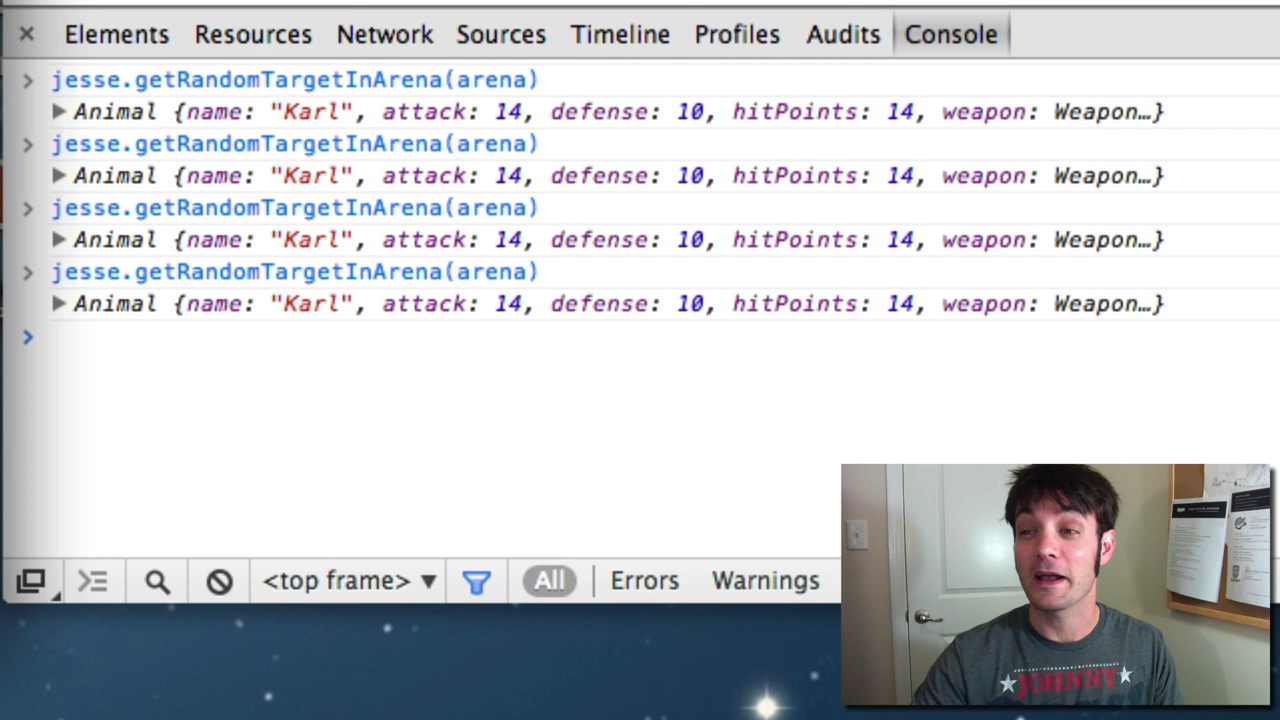 × Elements Resources Network Sources Timeline Profiles Audits Console
> jesse.getRandomTargetInArena(arena)
▶ Animal {name: "Karl", attack: 14, defense: 10, hitPoints: 14, weapon: Weapon…}
> jesse.getRandomTargetInArena(arena)
▶ Animal {name: "Karl", attack: 14, defense: 10, hitPoints: 14, weapon: Weapon…}
> jesse.getRandomTargetInArena(arena)
▶ Animal {name: "Karl", attack: 14, defense: 10, hitPoints: 14, weapon: Weapon…}
> jesse.getRandomTargetInArena(arena)
▶ Animal {name: "Karl", attack: 14, defense: 10, hitPoints: 14, weapon: Weapon…}
>
<top frame> ▼ All Errors Warnings
JOHNNY